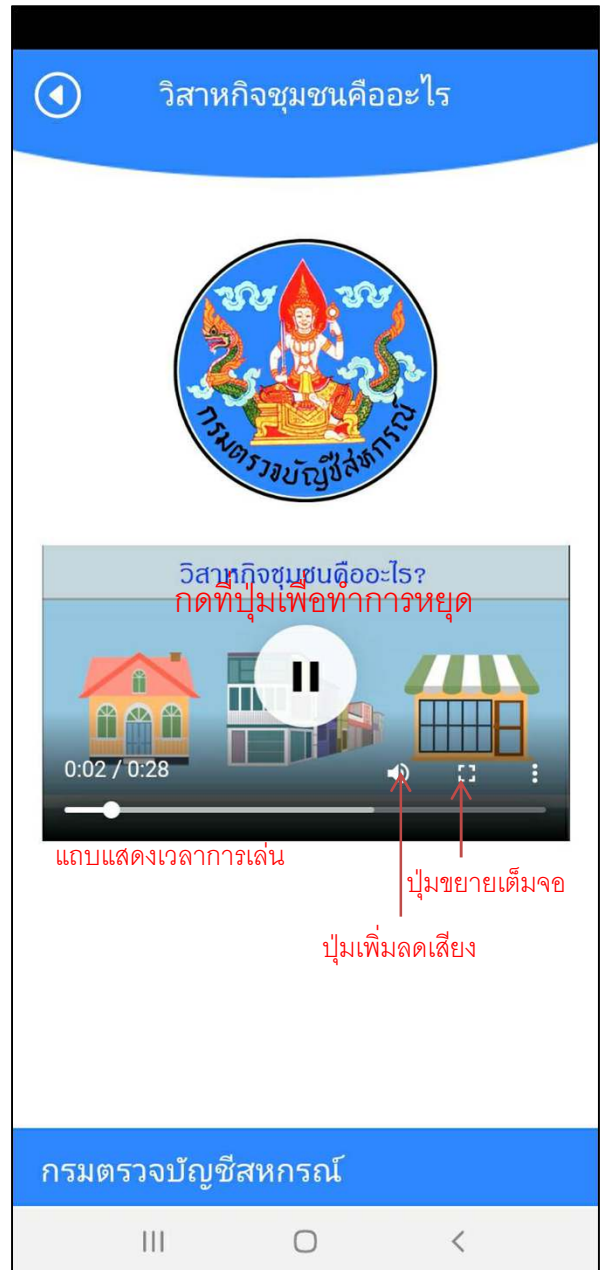 วิสาหกิจชุมชนคืออะไร
กรมตรวจบัญชีสหกรณ์
วิสาหกิจชุมชนคืออะไร?
กดที่ปุ่มเพื่อทำการหยุด
0:02 / 0:28
แถบแสดงเวลาการเล่น
ปุ่มขยายเต็มจอ
ปุ่มเพิ่มลดเสียง
กรมตรวจบัญชีสหกรณ์